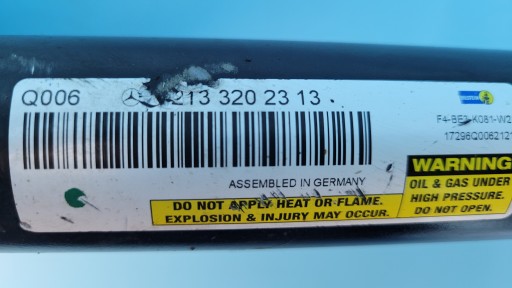 Q006 213 320 23 13
F4-BE3-K081-W2
17296Q0062121
ASSEMBLED IN GERMANY
DO NOT APPLY HEAT OR FLAME.
EXPLOSION & INJURY MAY OCCUR.
WARNING
OIL & GAS UNDER
HIGH PRESSURE.
DO NOT OPEN.